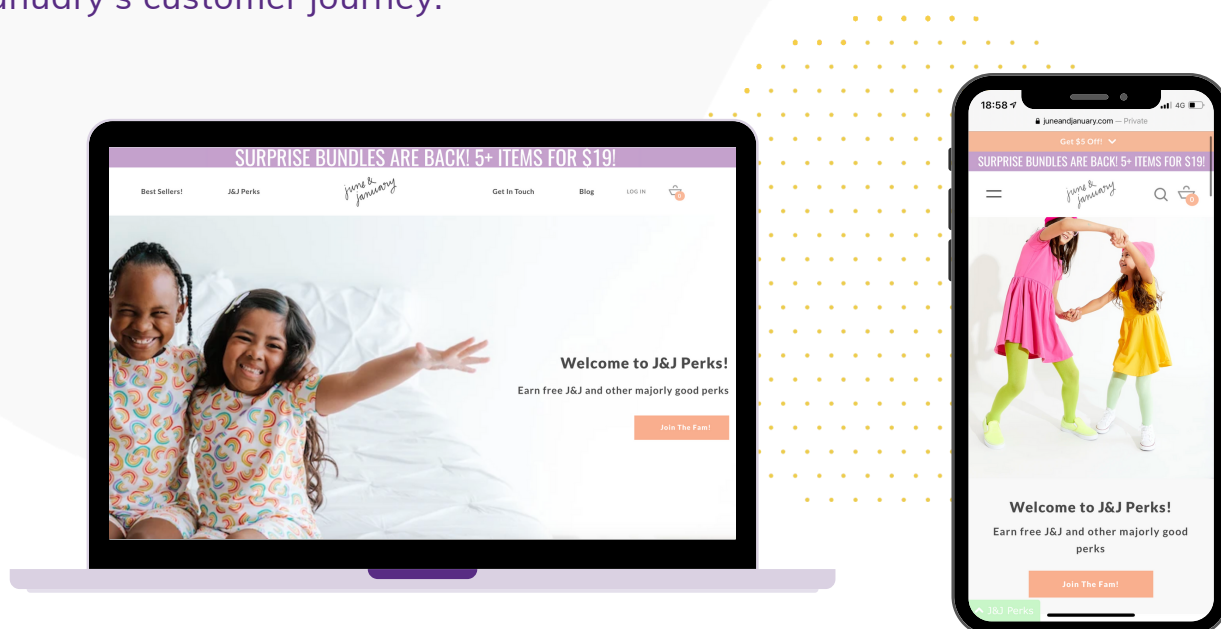 anuary's customer journey.
SURPRISE BUNDLES ARE BACK! 5+ ITEMS FOR $19!
Best Sellers!
J&J Perks
june &
january
Get In Touch
Blog
LOG IN
0
Welcome to J&J Perks!
Earn free J&J and other majorly good perks
Join The Fam!
18:58
4G
juneandjanuary.com — Private
Get $5 Off!
SURPRISE BUNDLES ARE BACK! 5+ ITEMS FOR $19!
june &
january
0
Welcome to J&J Perks!
Earn free J&J and other majorly good
perks
Join The Fam!
J&J Perks